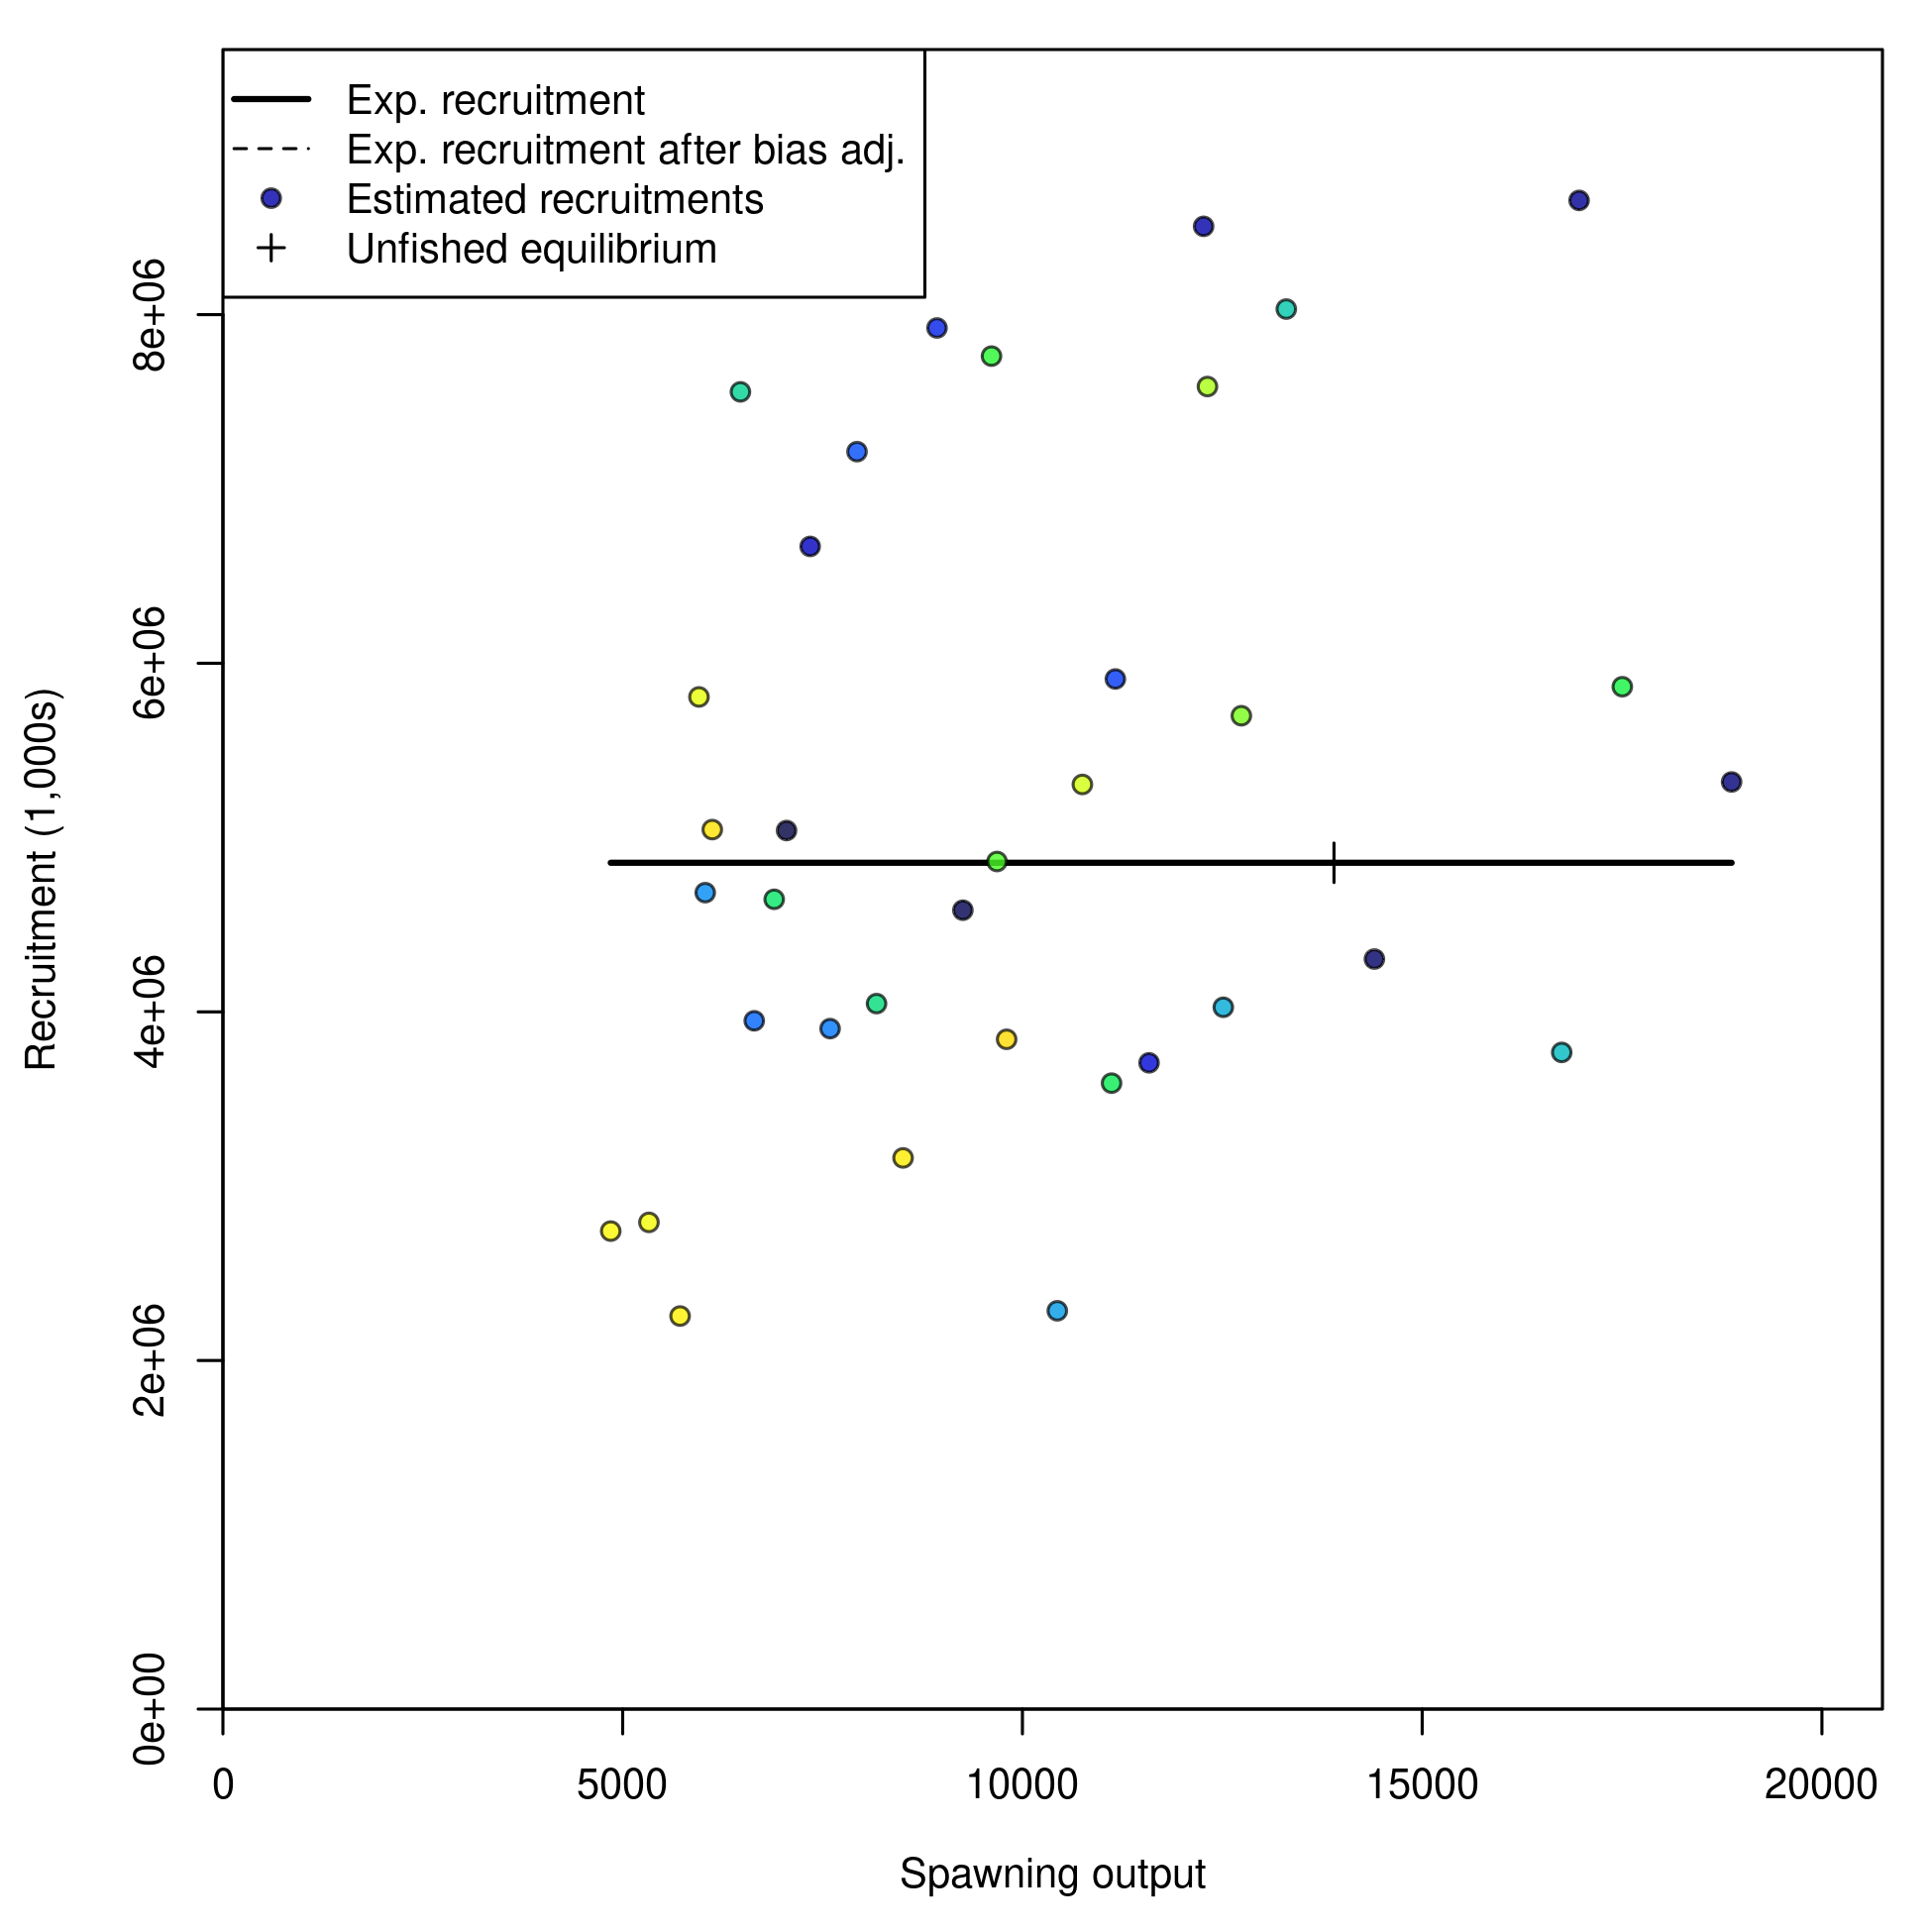 Exp. recruitment
Exp. recruitment after bias adj.
Estimated recruitments
Unfished equilibrium
8e+06
6e+06
4e+06
2e+06
0e+00
Recruitment (1,000s)
0 5000 10000 15000 20000
Spawning output